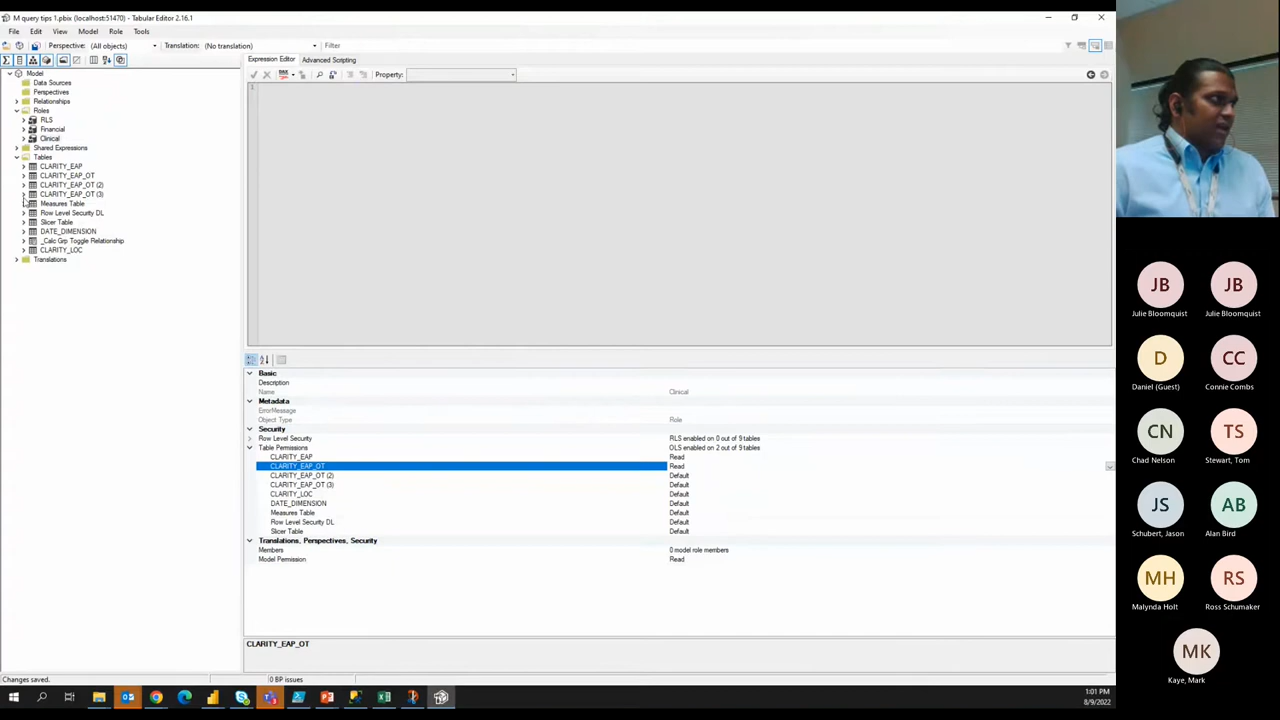 M query tips 1.pbix (localhost:51470) - Tabular Editor 2.16.1
File Edit View Model Role Tools
Perspective: (All objects) Translation: (No translation) Filter
Expression Editor Advanced Scripting
Property:
1
Model
Data Sources
Perspectives
Relationships
Roles
RLS
Financial
Clinical
Shared Expressions
Tables
CLARITY_EAP
CLARITY_EAP_OT
CLARITY_EAP_OT (2)
CLARITY_EAP_OT (3)
Measures Table
Row Level Security DL
Slicer Table
DATE_DIMENSION
_Calc Grp Toggle Relationship
CLARITY_LOC
Translations
Basic
Description
Name Clinical
Metadata
ErrorMessage
Object Type Role
Security
Row Level Security RLS enabled on 0 out of 9 tables
Table Permissions OLS enabled on 2 out of 9 tables
CLARITY_EAP Read
CLARITY_EAP_OT Read
CLARITY_EAP_OT (2) Default
CLARITY_EAP_OT (3) Default
CLARITY_LOC Default
DATE_DIMENSION Default
Measures Table Default
Row Level Security DL Default
Slicer Table Default
Translations, Perspectives, Security
Members 0 model role members
Model Permission Read
CLARITY_EAP_OT
Changes saved. 0 BP issues
1:01 PM
8/9/2022
JB JB
Julie Bloomquist Julie Bloomquist
D CC
Daniel (Guest) Connie Combs
CN TS
Chad Nelson Stewart, Tom
JS AB
Schubert, Jason Alan Bird
MH RS
Malynda Holt Ross Schumaker
MK
Kaye, Mark